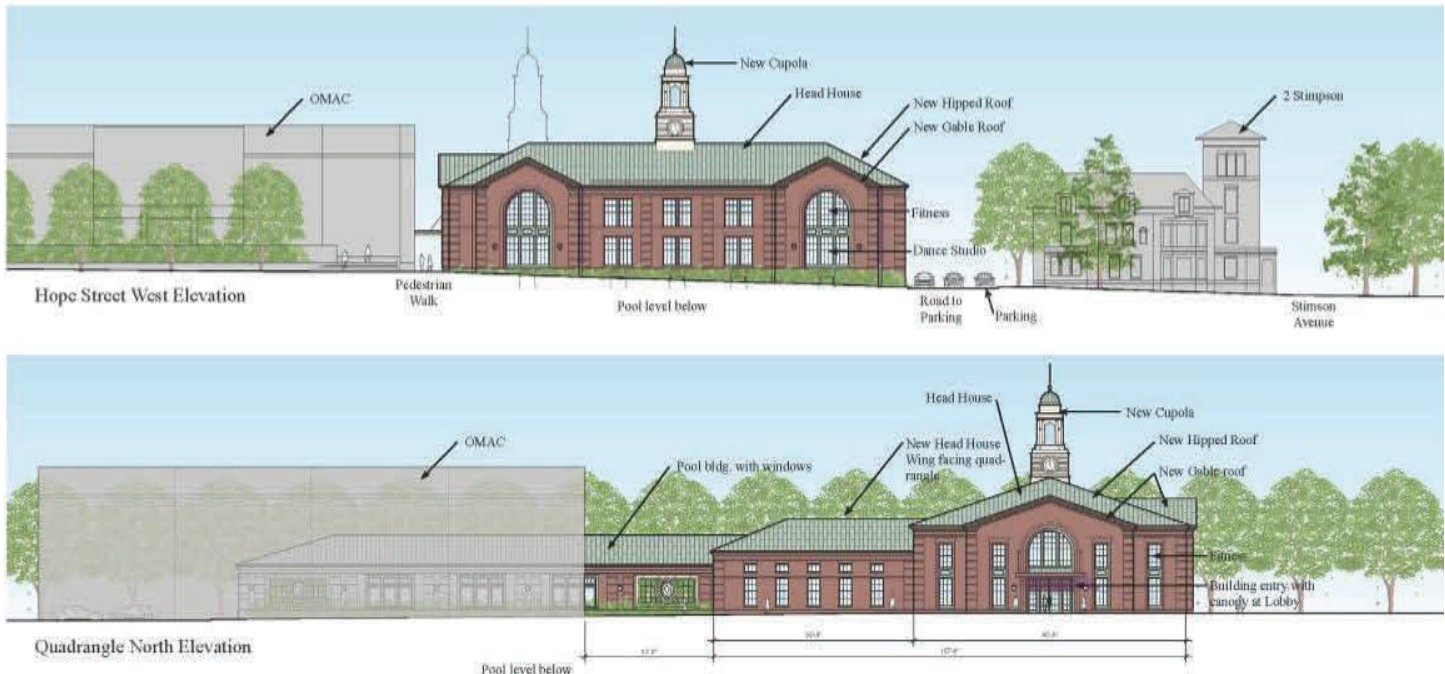 New Cupola
OMAC
Head House
New Hipped Roof
New Gable Roof
2 Stimpson
Fitness
Dance Studio
Hope Street West Elevation
Pedestrian
Walk
Pool level below
Road to
Parking
Parking
Stimson
Avenue
Head House
New Cupola
OMAC
New Head House
Wing facing quad-
rangle
New Hipped Roof
Pool bldg. with windows
New Gable roof
Fitness
Building entry with
canopy at Lobby
Quadrangle North Elevation
Pool level below